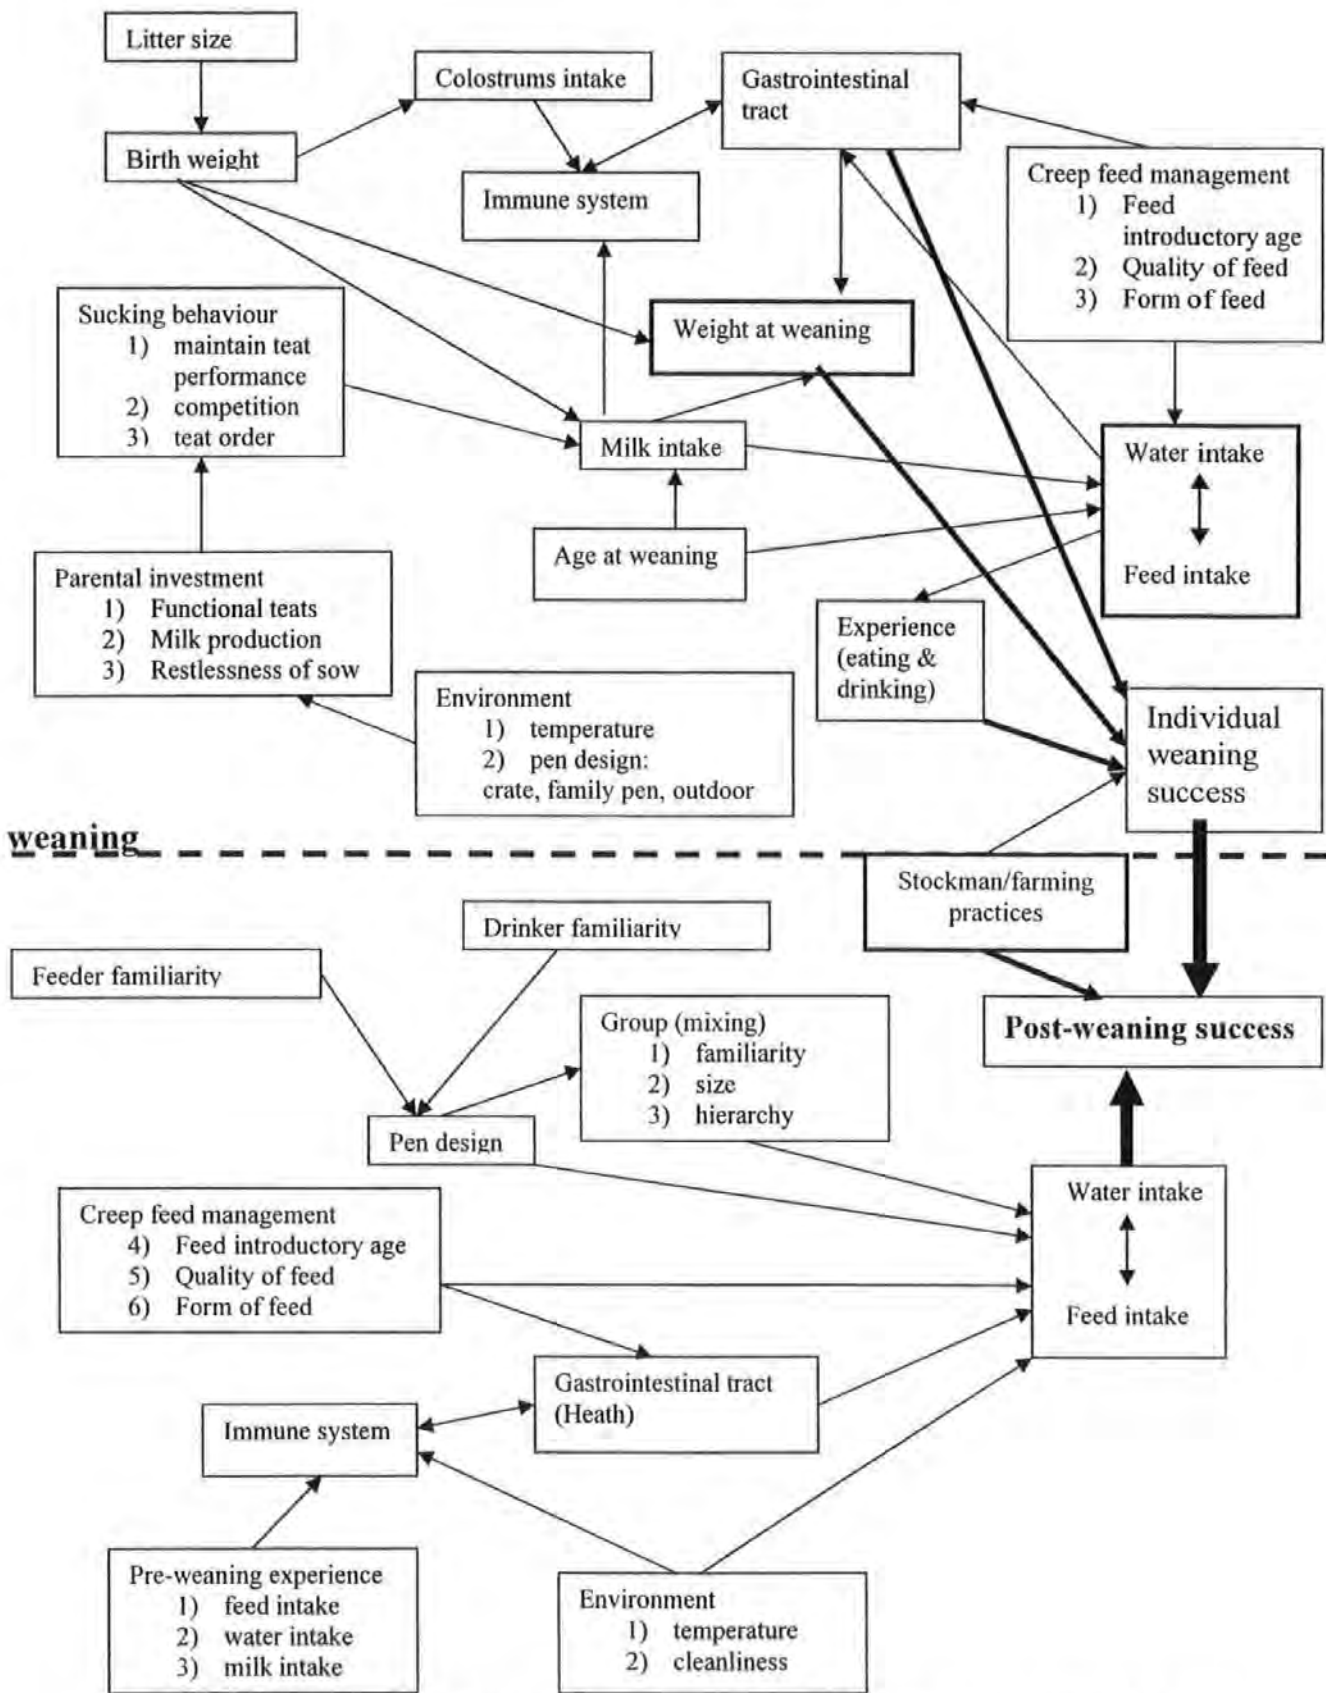 Litter size
Colostrums intake
Gastrointestinal
tract
Birth weight
Immune system
Creep feed management
1) Feed
introductory age
2) Quality of feed
3) Form of feed
Sucking behaviour
1) maintain teat
performance
2) competition
3) teat order
Weight at weaning
Milk intake
Water intake
Feed intake
Age at weaning
Parental investment
1) Functional teats
2) Milk production
3) Restlessness of sow
Experience
(eating &
drinking)
Environment
1) temperature
2) pen design:
crate, family pen, outdoor
Individual
weaning
success
weaning
Stockman/farming
practices
Drinker familiarity
Feeder familiarity
Group (mixing)
1) familiarity
2) size
3) hierarchy
Post-weaning success
Pen design
Water intake
Feed intake
Creep feed management
4) Feed introductory age
5) Quality of feed
6) Form of feed
Gastrointestinal tract
(Heath)
Immune system
Pre-weaning experience
1) feed intake
2) water intake
3) milk intake
Environment
1) temperature
2) cleanliness